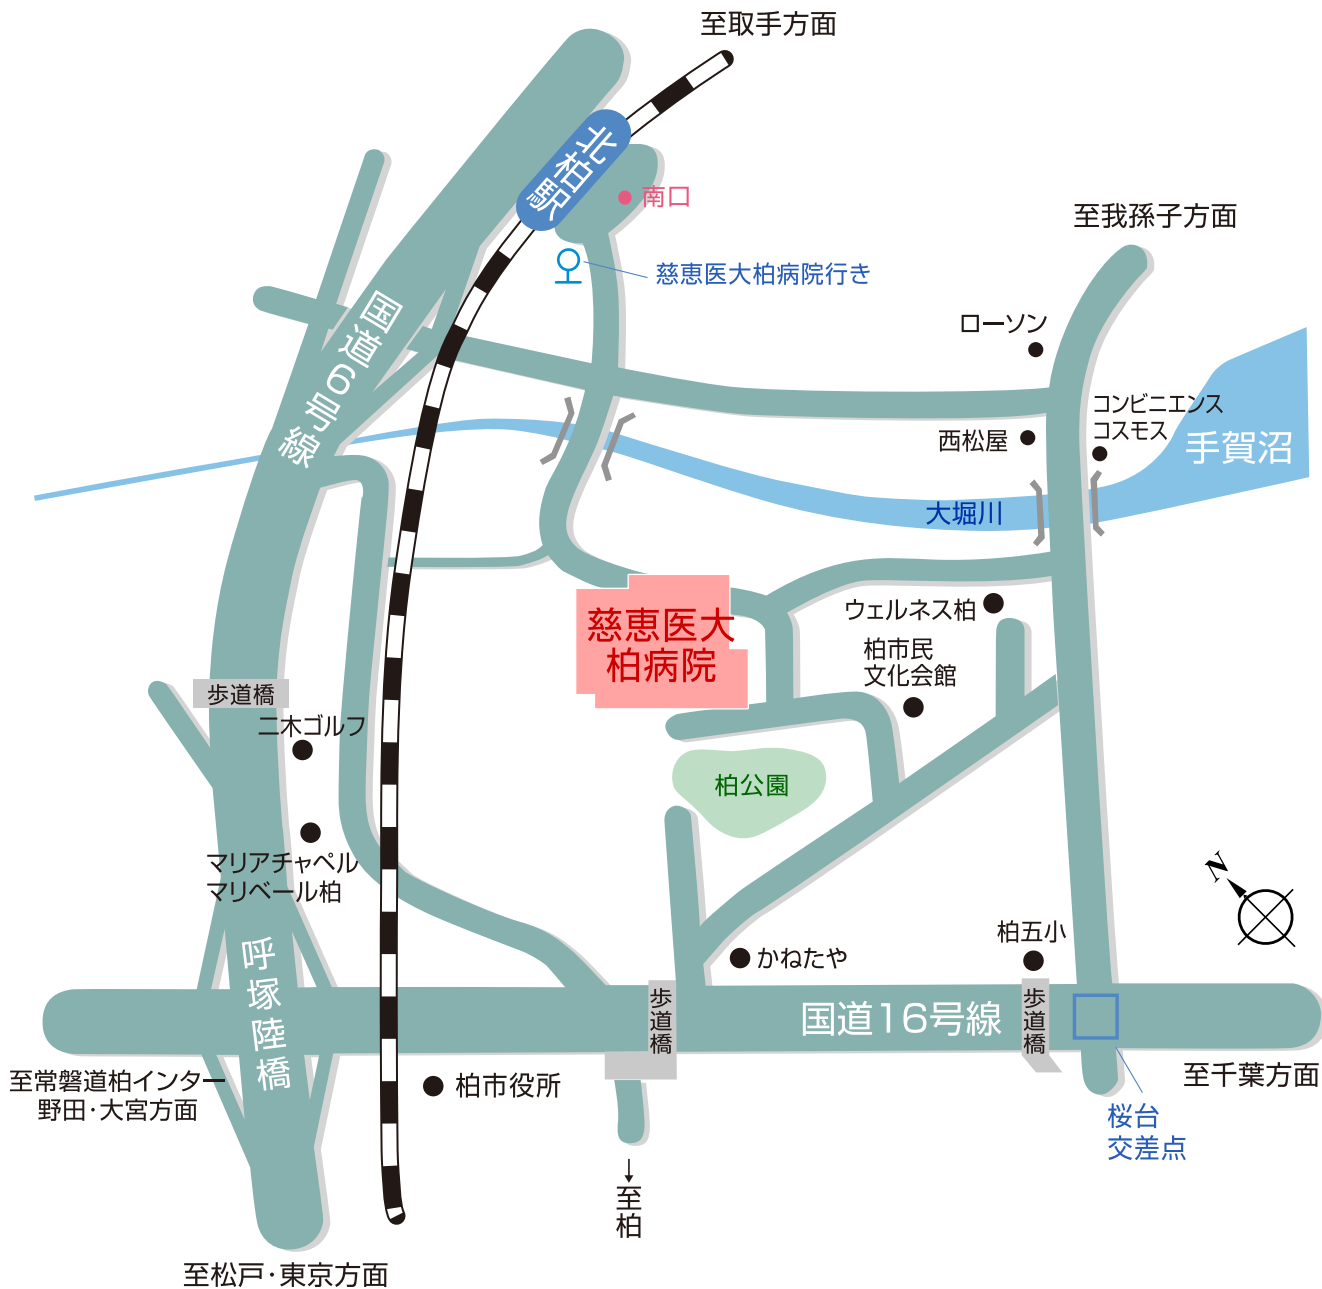 至取手方面
北柏駅
南口
至我孫子方面
慈恵医大柏病院行き
国道6号線
ローソン
コンビニエンス
コスモス
西松屋
手賀沼
大堀川
慈恵医大
柏病院
ウェルネス柏
柏市民
文化会館
歩道橋
二木ゴルフ
柏公園
マリアチャペル
マリベール柏
N
呼塚陸橋
かねたや
柏五小
歩道橋
国道16号線
歩道橋
至常磐道柏インター
野田・大宮方面
柏市役所
至千葉方面
桜台
交差点
至柏
至松戸・東京方面